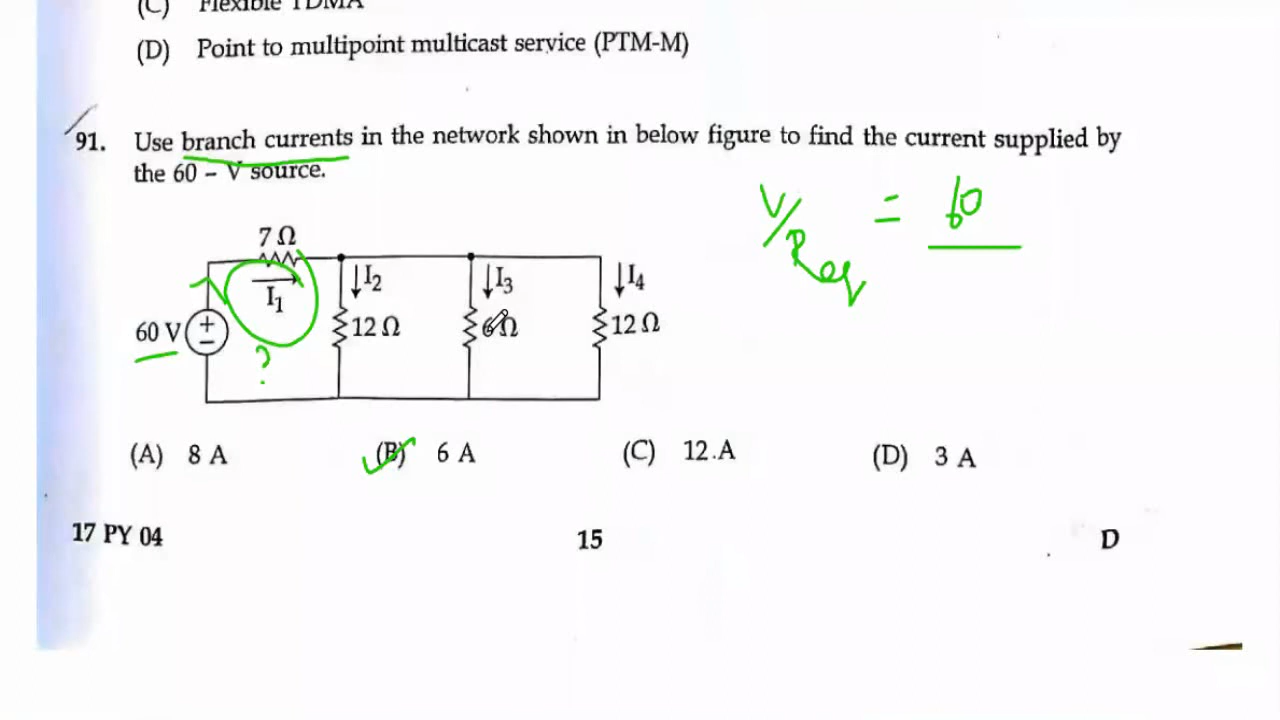 (C) Flexible TDMA
(D) Point to multipoint multicast service (PTM-M)
91. Use branch currents in the network shown in below figure to find the current supplied by
the 60 – V source.
V/Req = 60
7 Ω
I1
I2
I3
I4
60 V
+
–
12 Ω
6 Ω
12 Ω
?
(A) 8 A
(B) 6 A
(C) 12.A
(D) 3 A
17 PY 04
15
D